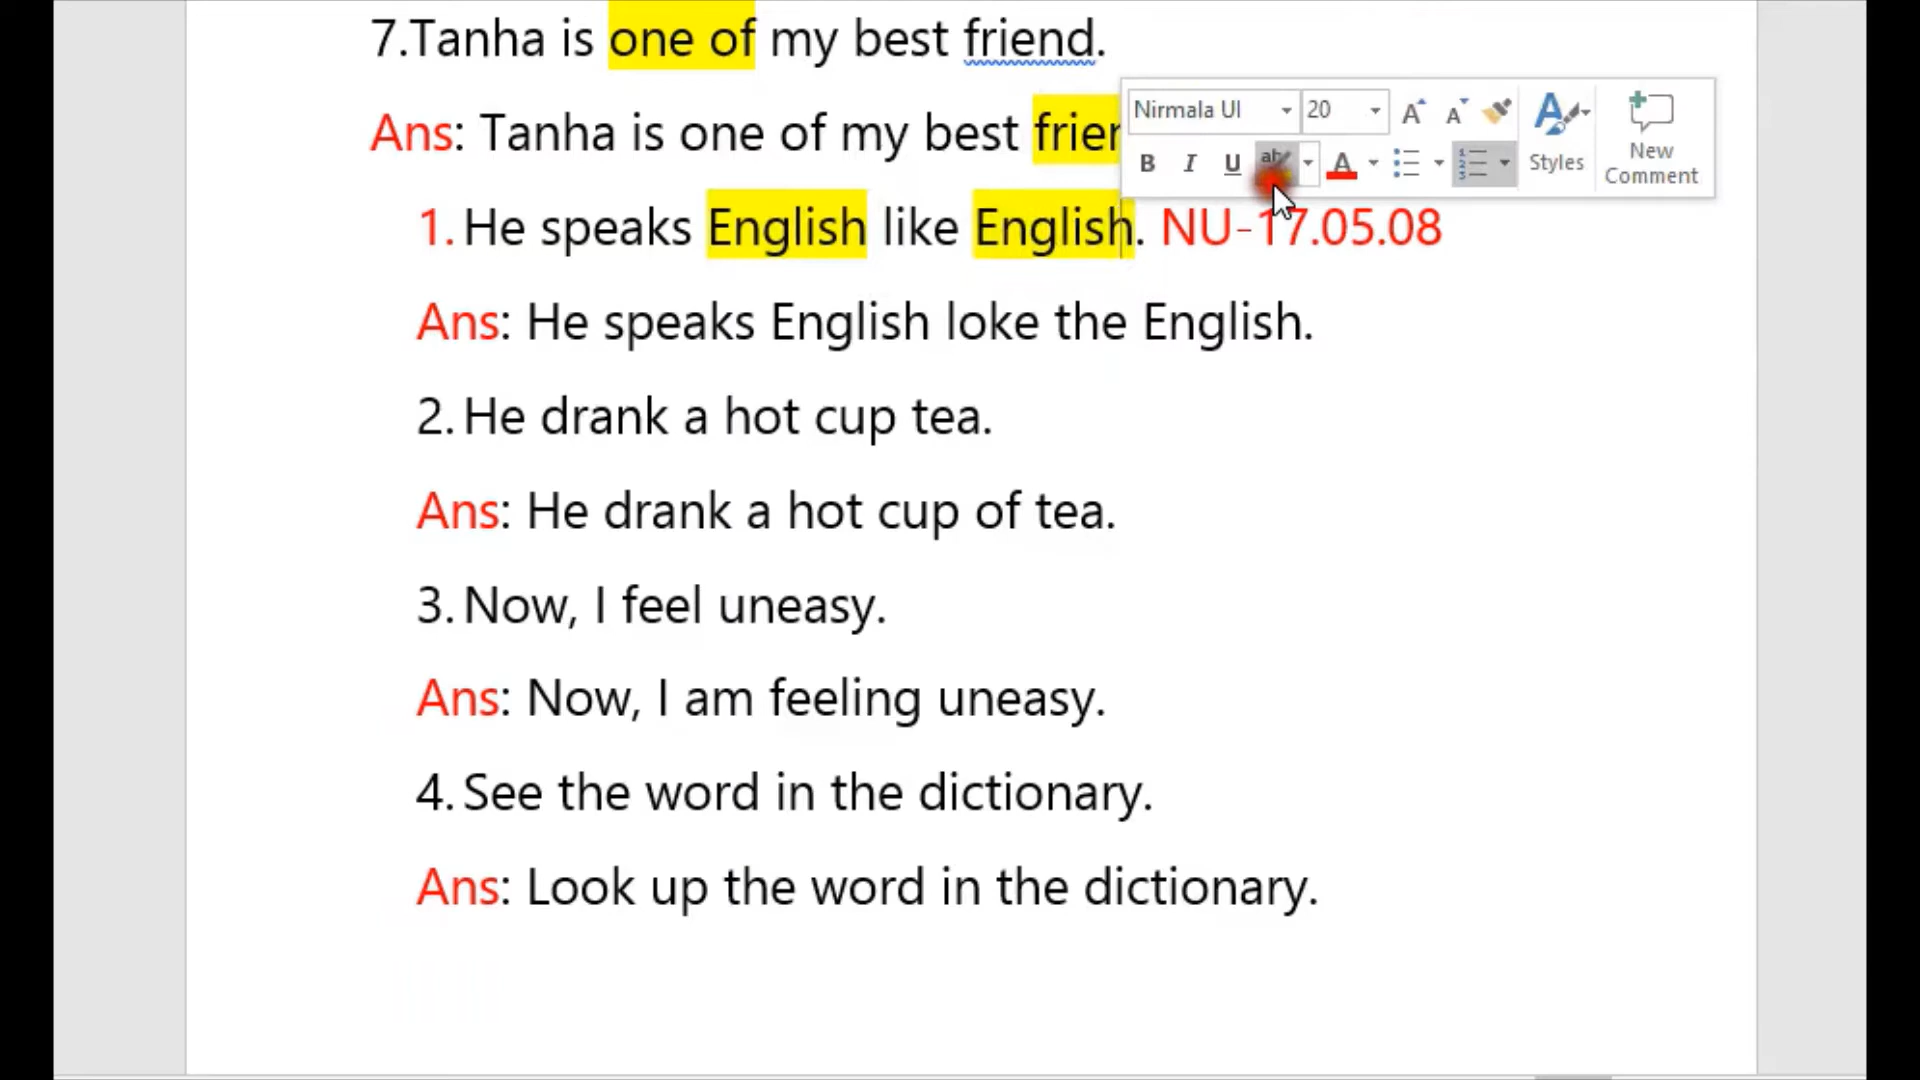 7.Tanha is one of my best friend.
Ans: Tanha is one of my best
Nirmala UI 20
Styles
New
Comment
B I U
1. He speaks English like English. NU-17.05.08
Ans: He speaks English loke the English.
2. He drank a hot cup tea.
Ans: He drank a hot cup of tea.
3. Now, I feel uneasy.
Ans: Now, I am feeling uneasy.
4. See the word in the dictionary.
Ans: Look up the word in the dictionary.